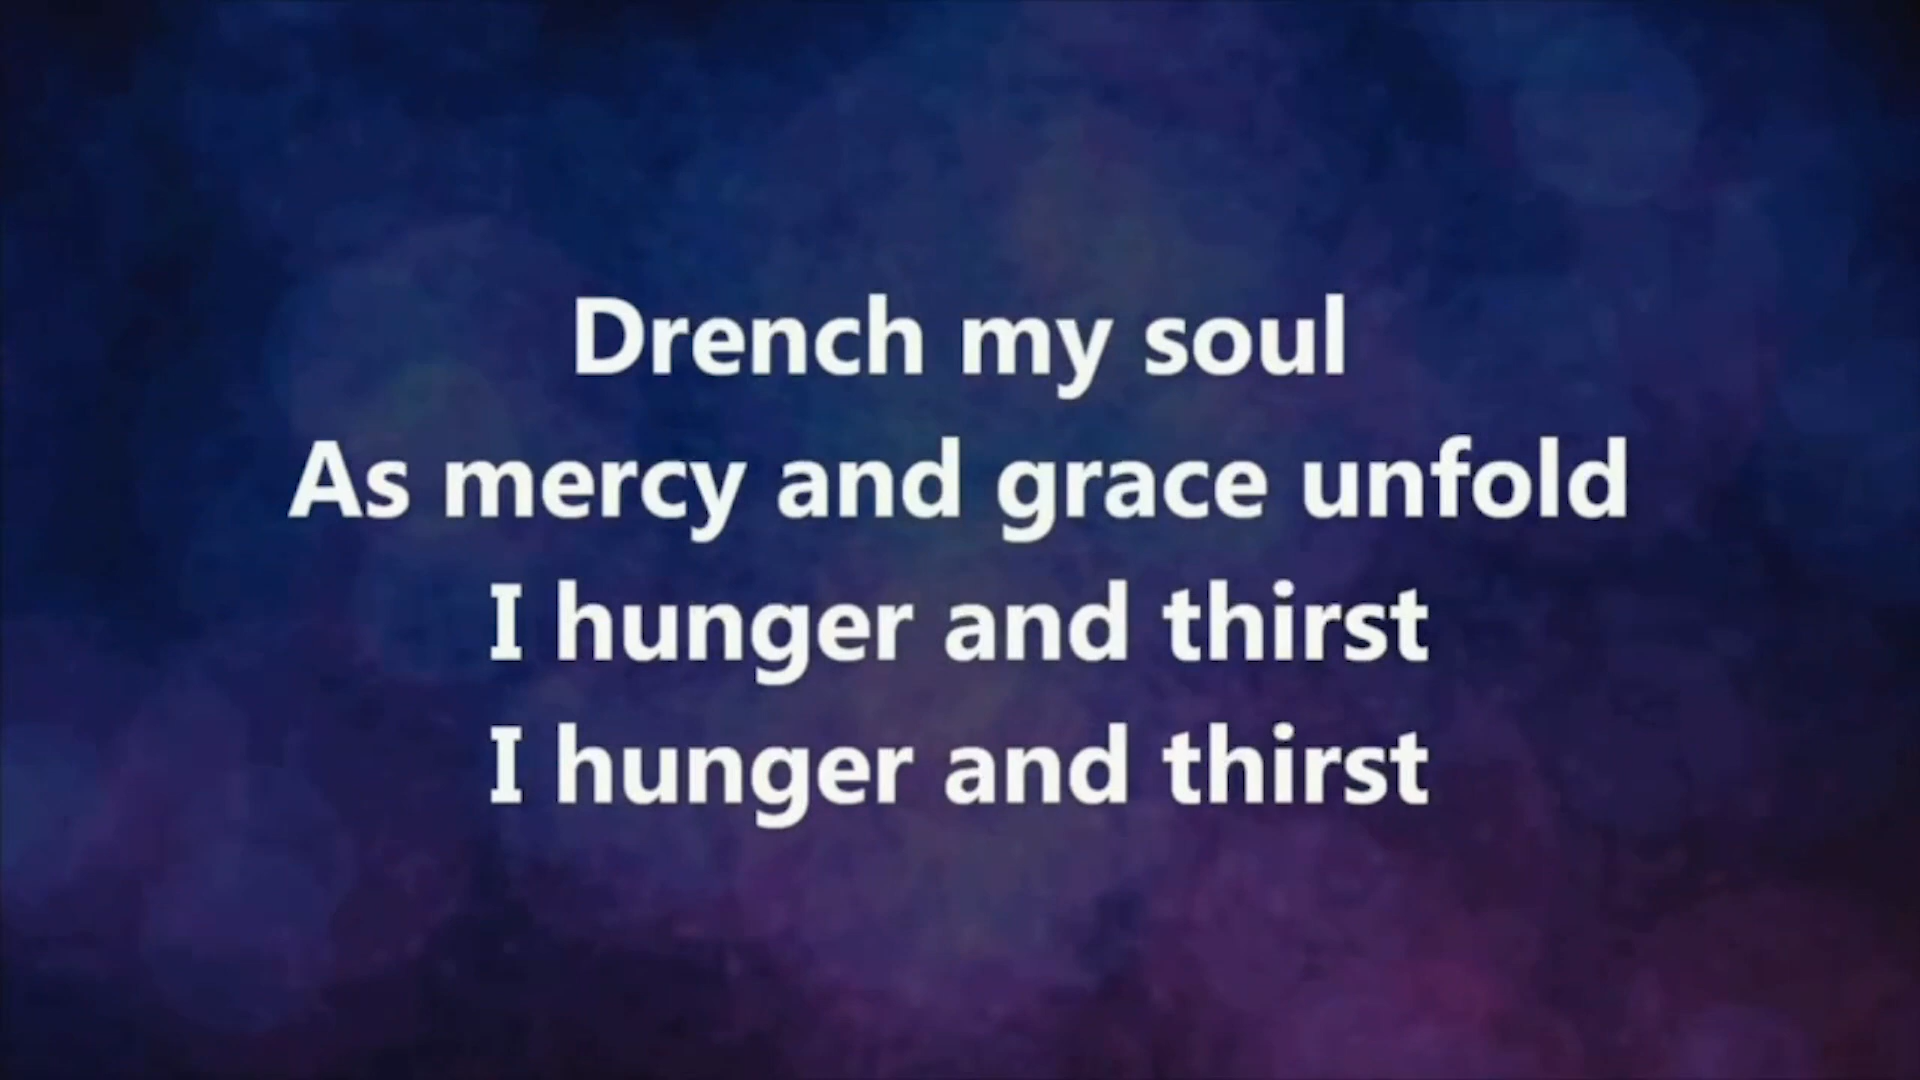 Drench my soul
As mercy and grace unfold
I hunger and thirst
I hunger and thirst